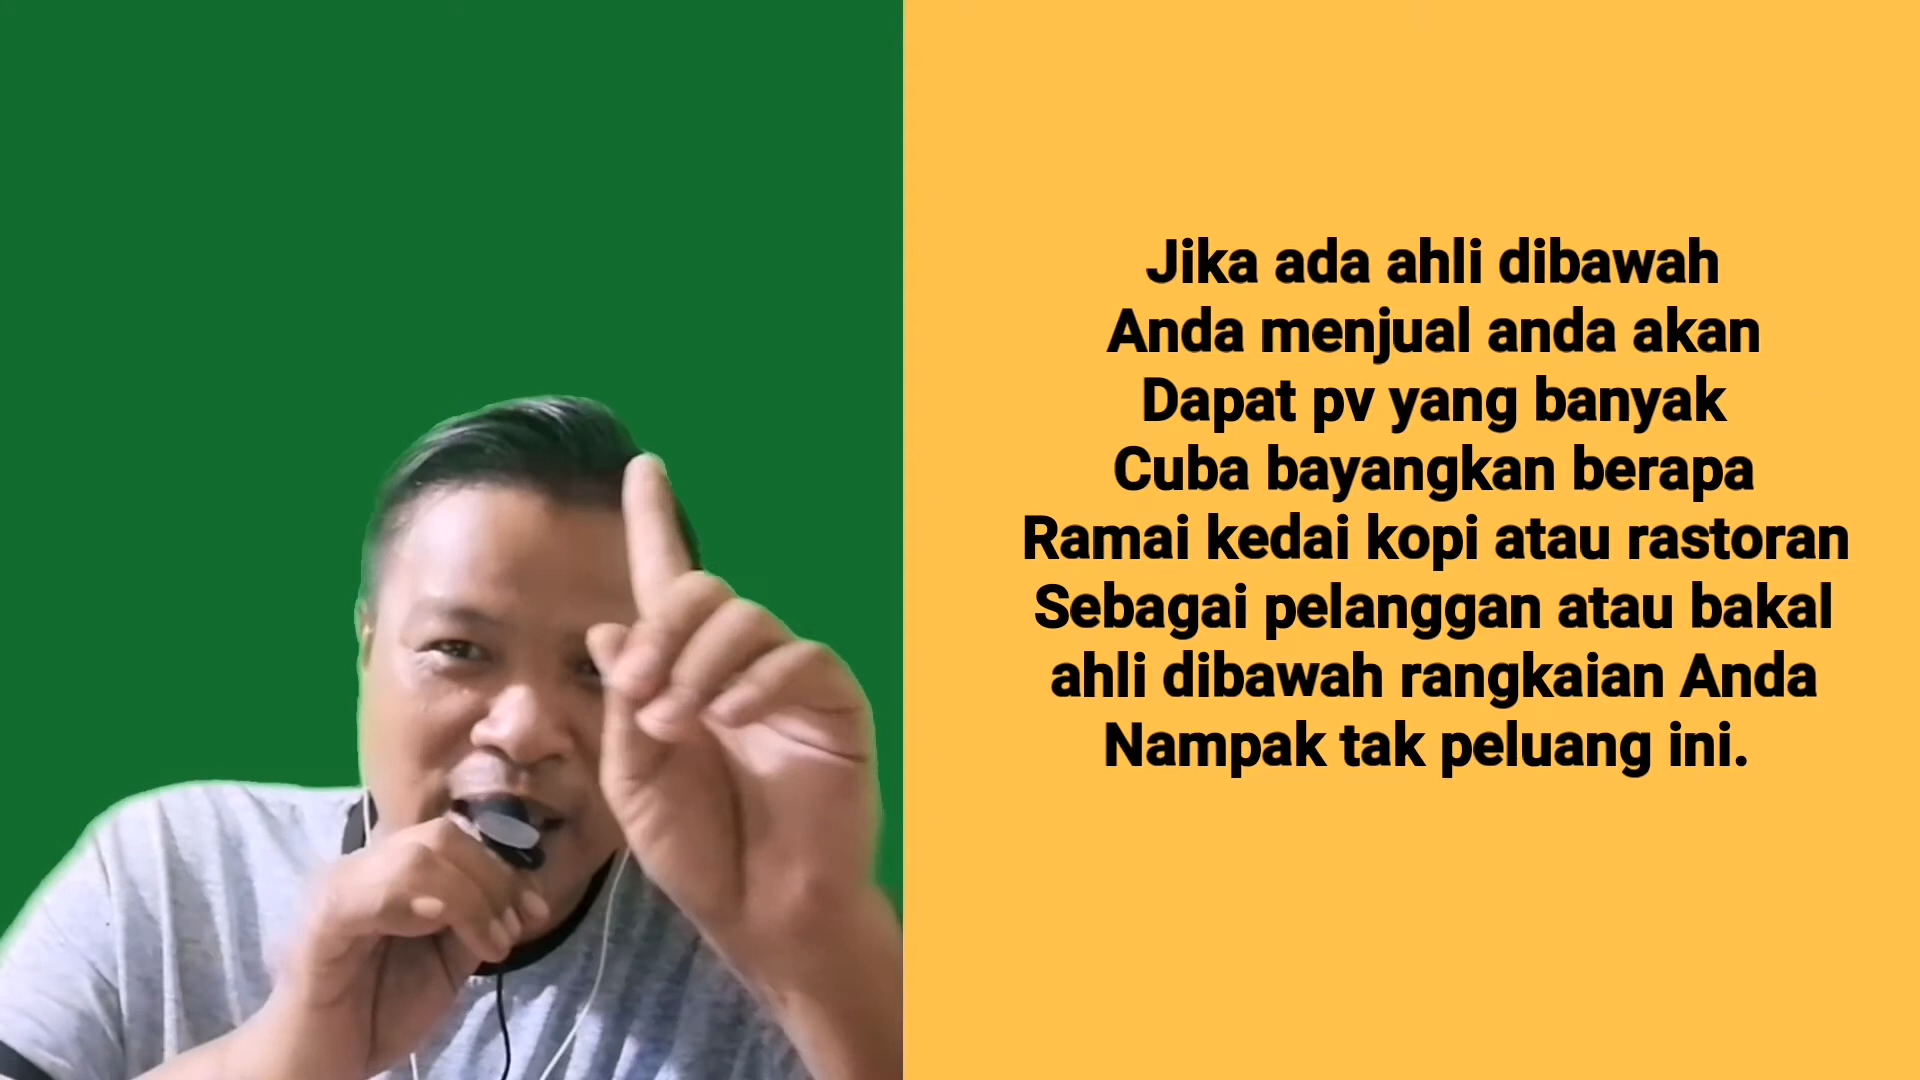 Jika ada ahli dibawah
Anda menjual anda akan
Dapat pv yang banyak
Cuba bayangkan berapa
Ramai kedai kopi atau rastoran
Sebagai pelanggan atau bakal
ahli dibawah rangkaian Anda
Nampak tak peluang ini.